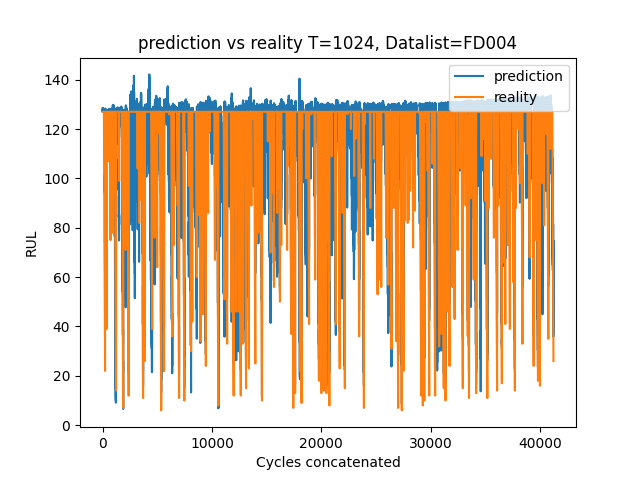 prediction vs reality T=1024, Datalist=FD004
prediction
reality
RUL
140
120
100
80
60
40
20
0
0 10000 20000 30000 40000
Cycles concatenated